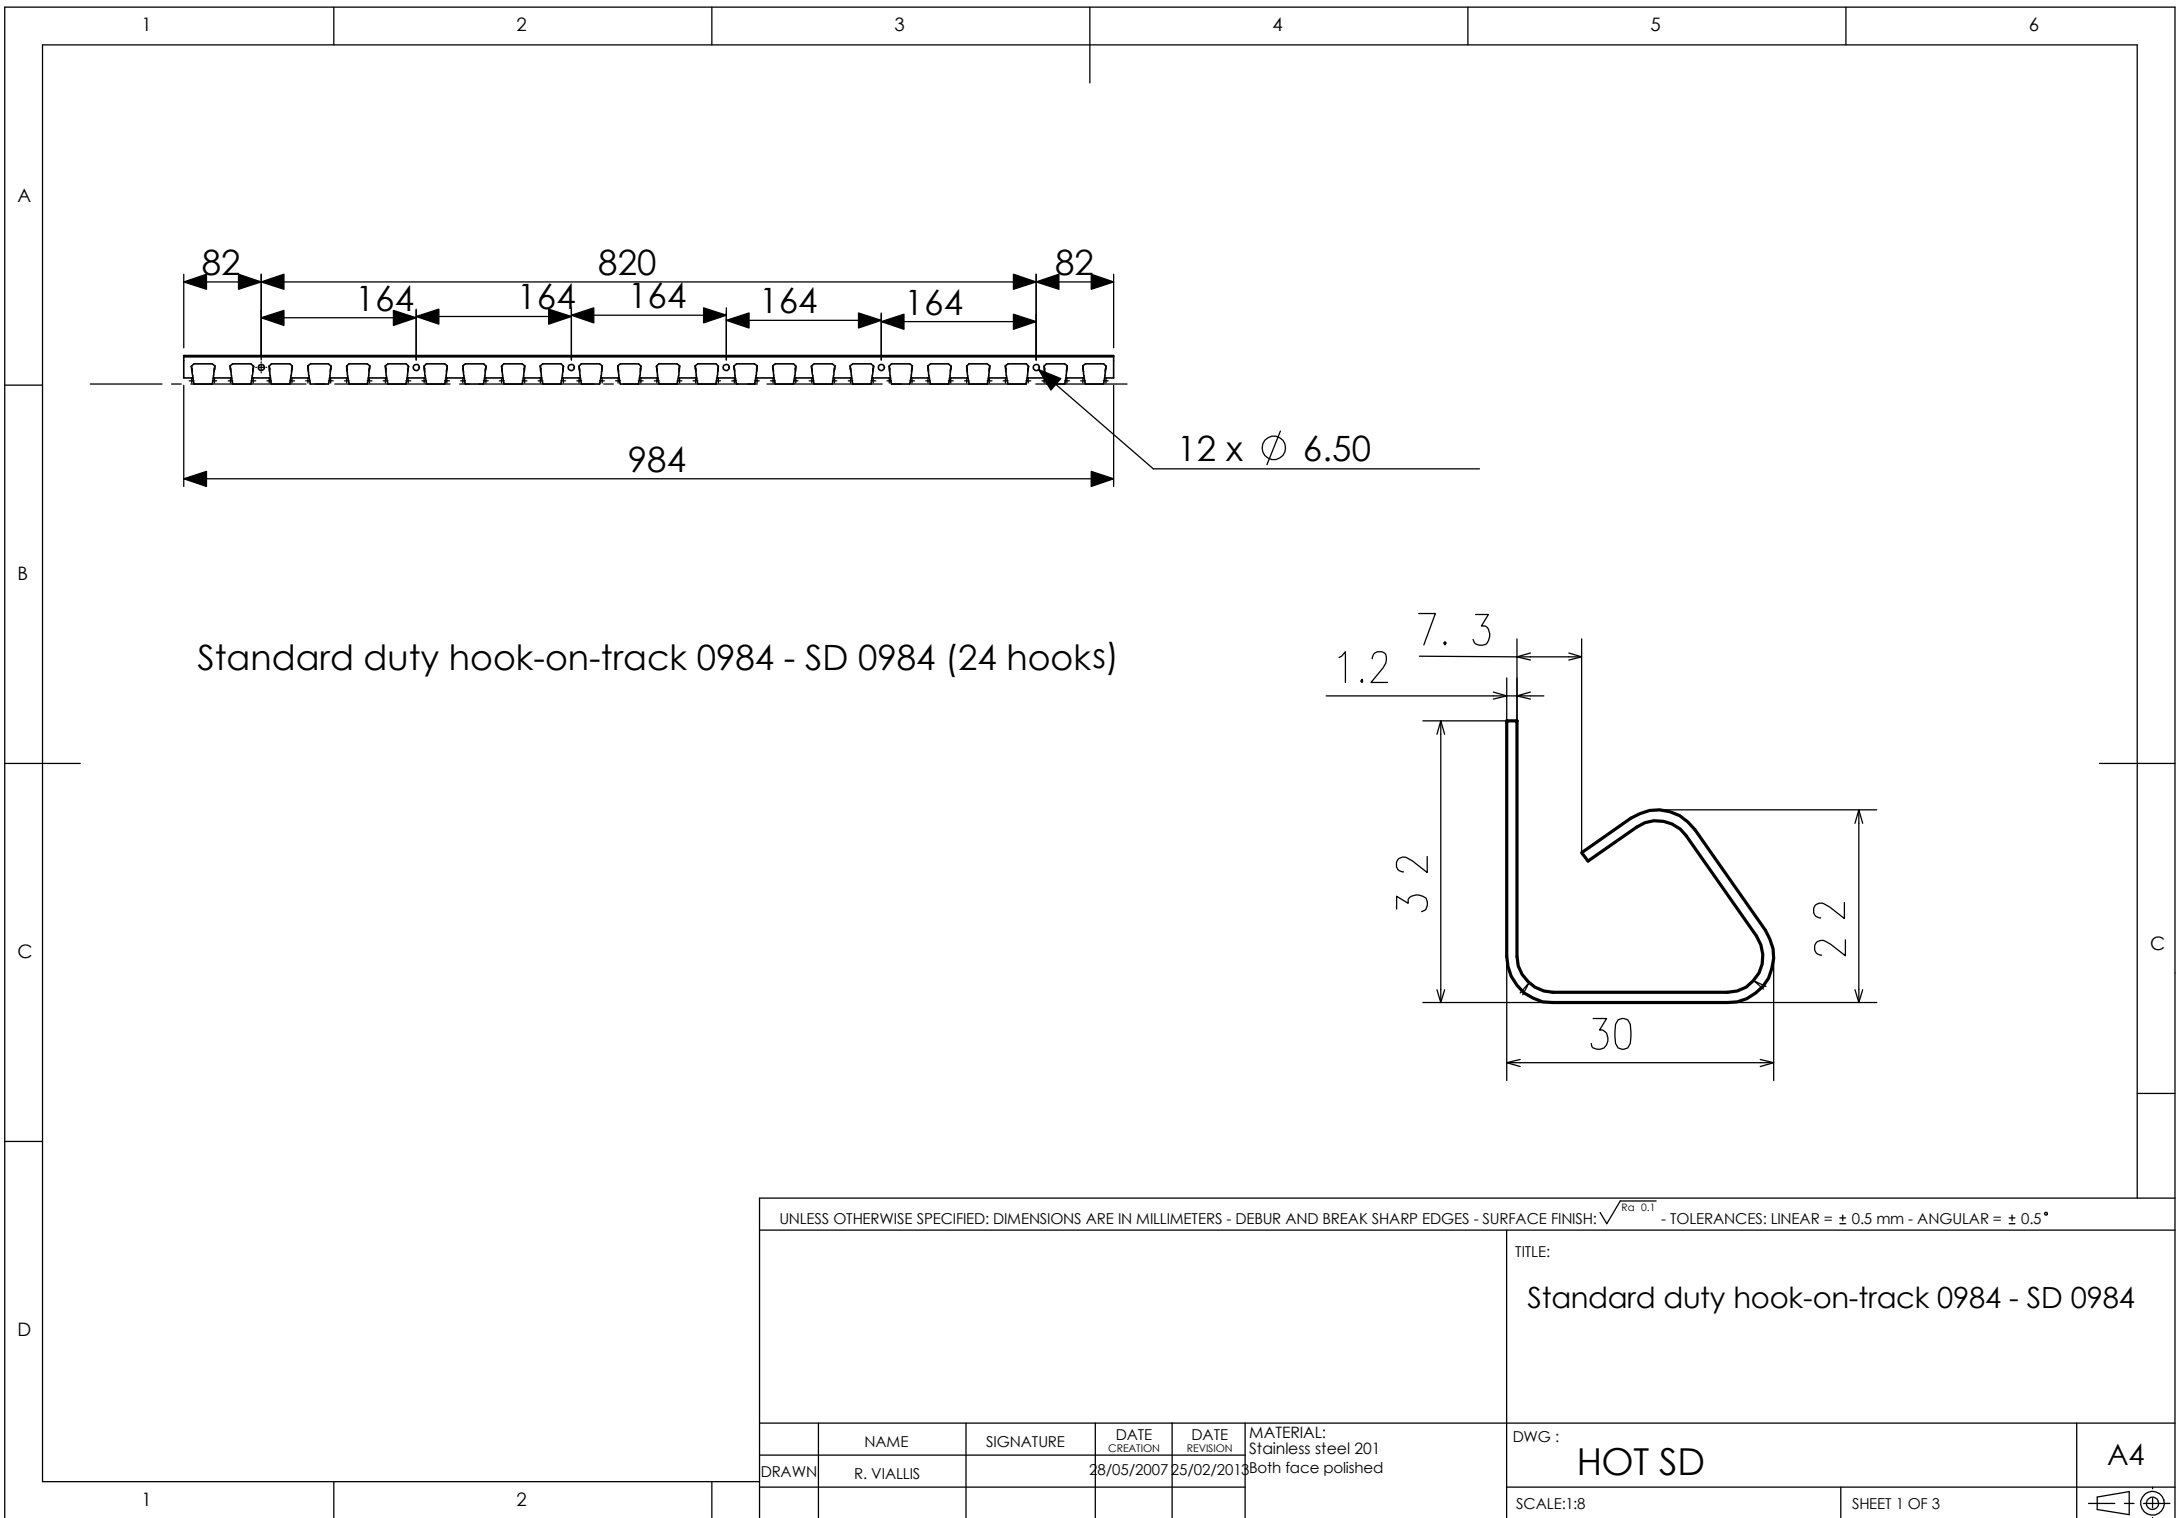 1 2 3 4 5 6
A
82 820 82
164 164 164 164 164
12 x ∅ 6.50
984
B
Standard duty hook-on-track 0984 - SD 0984 (24 hooks)
7. 3
1.2
3 2
2 2
C C
30
UNLESS OTHERWISE SPECIFIED: DIMENSIONS ARE IN MILLIMETERS - DEBUR AND BREAK SHARP EDGES - SURFACE FINISH: √Ra 0.1 - TOLERANCES: LINEAR = ± 0.5 mm - ANGULAR = ± 0.5°
TITLE:
Standard duty hook-on-track 0984 - SD 0984
D
NAME SIGNATURE DATE CREATION DATE REVISION
MATERIAL:
Stainless steel 201
Both face polished
DRAWN R. VIALLIS 28/05/2007 25/02/2013
DWG :
HOT SD
A4
SCALE:1:8 SHEET 1 OF 3
1 2